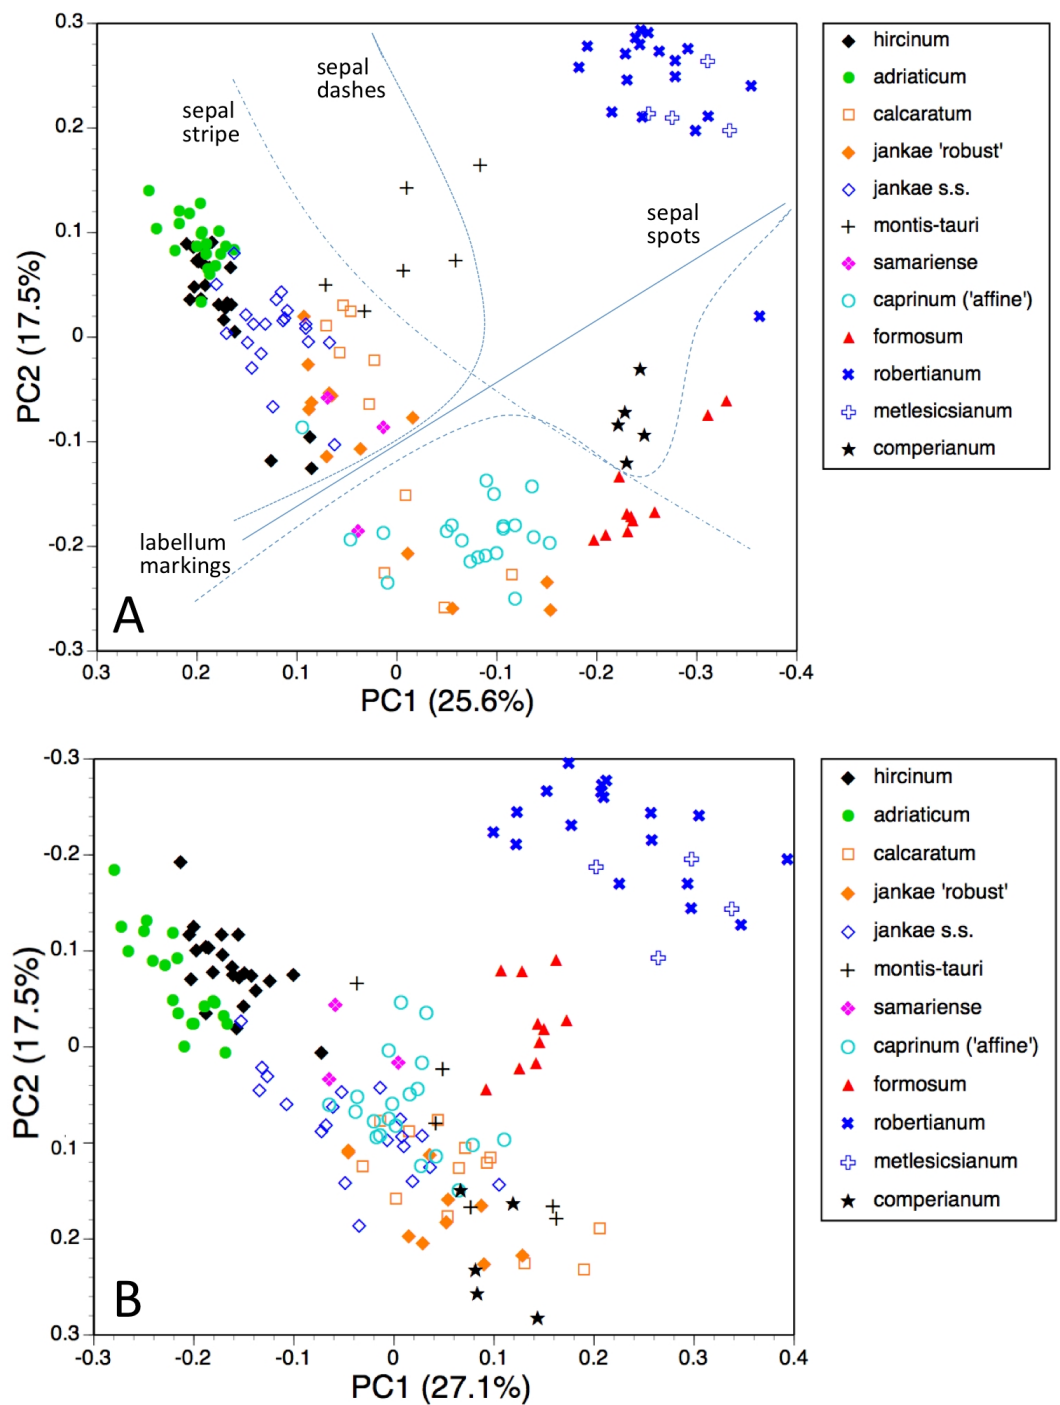 0.3
0.2
0.1
0
-0.1
-0.2
-0.3
PC2 (17.5%)
sepal
dashes
sepal
stripe
sepal
spots
labellum
markings
A
0.3
0.2
0.1
0
-0.1
-0.2
-0.3
-0.4
PC1 (25.6%)
hircinum
adriaticum
calcaratum
jankae 'robust'
jankae s.s.
montis-tauri
samariense
caprinum ('affine')
formosum
robertianum
metlesicsianum
comperianum
-0.3
-0.2
0.1
0
0.1
0.2
0.3
PC2 (17.5%)
B
-0.3
-0.2
-0.1
0
0.1
0.2
0.3
0.4
PC1 (27.1%)
hircinum
adriaticum
calcaratum
jankae 'robust'
jankae s.s.
montis-tauri
samariense
caprinum ('affine')
formosum
robertianum
metlesicsianum
comperianum